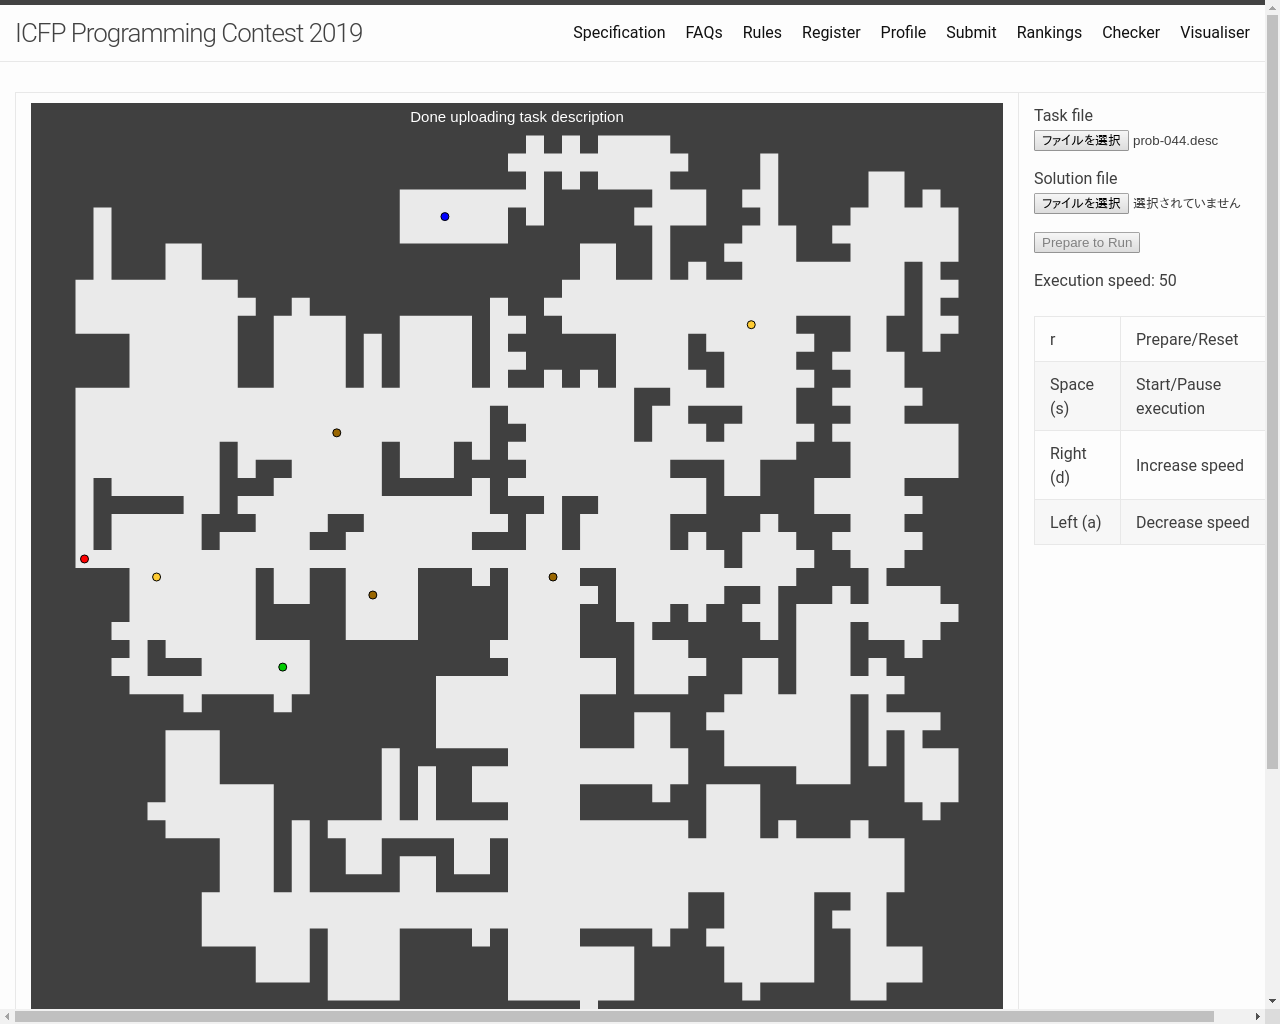 ICFP Programming Contest 2019
Specification FAQs Rules Register Profile Submit Rankings Checker Visualiser
Done uploading task description
Task file
ファイルを選択 prob-044.desc
Solution file
ファイルを選択 選択されていません
Prepare to Run
Execution speed: 50
r Prepare/Reset
Space (s) Start/Pause execution
Right (d) Increase speed
Left (a) Decrease speed